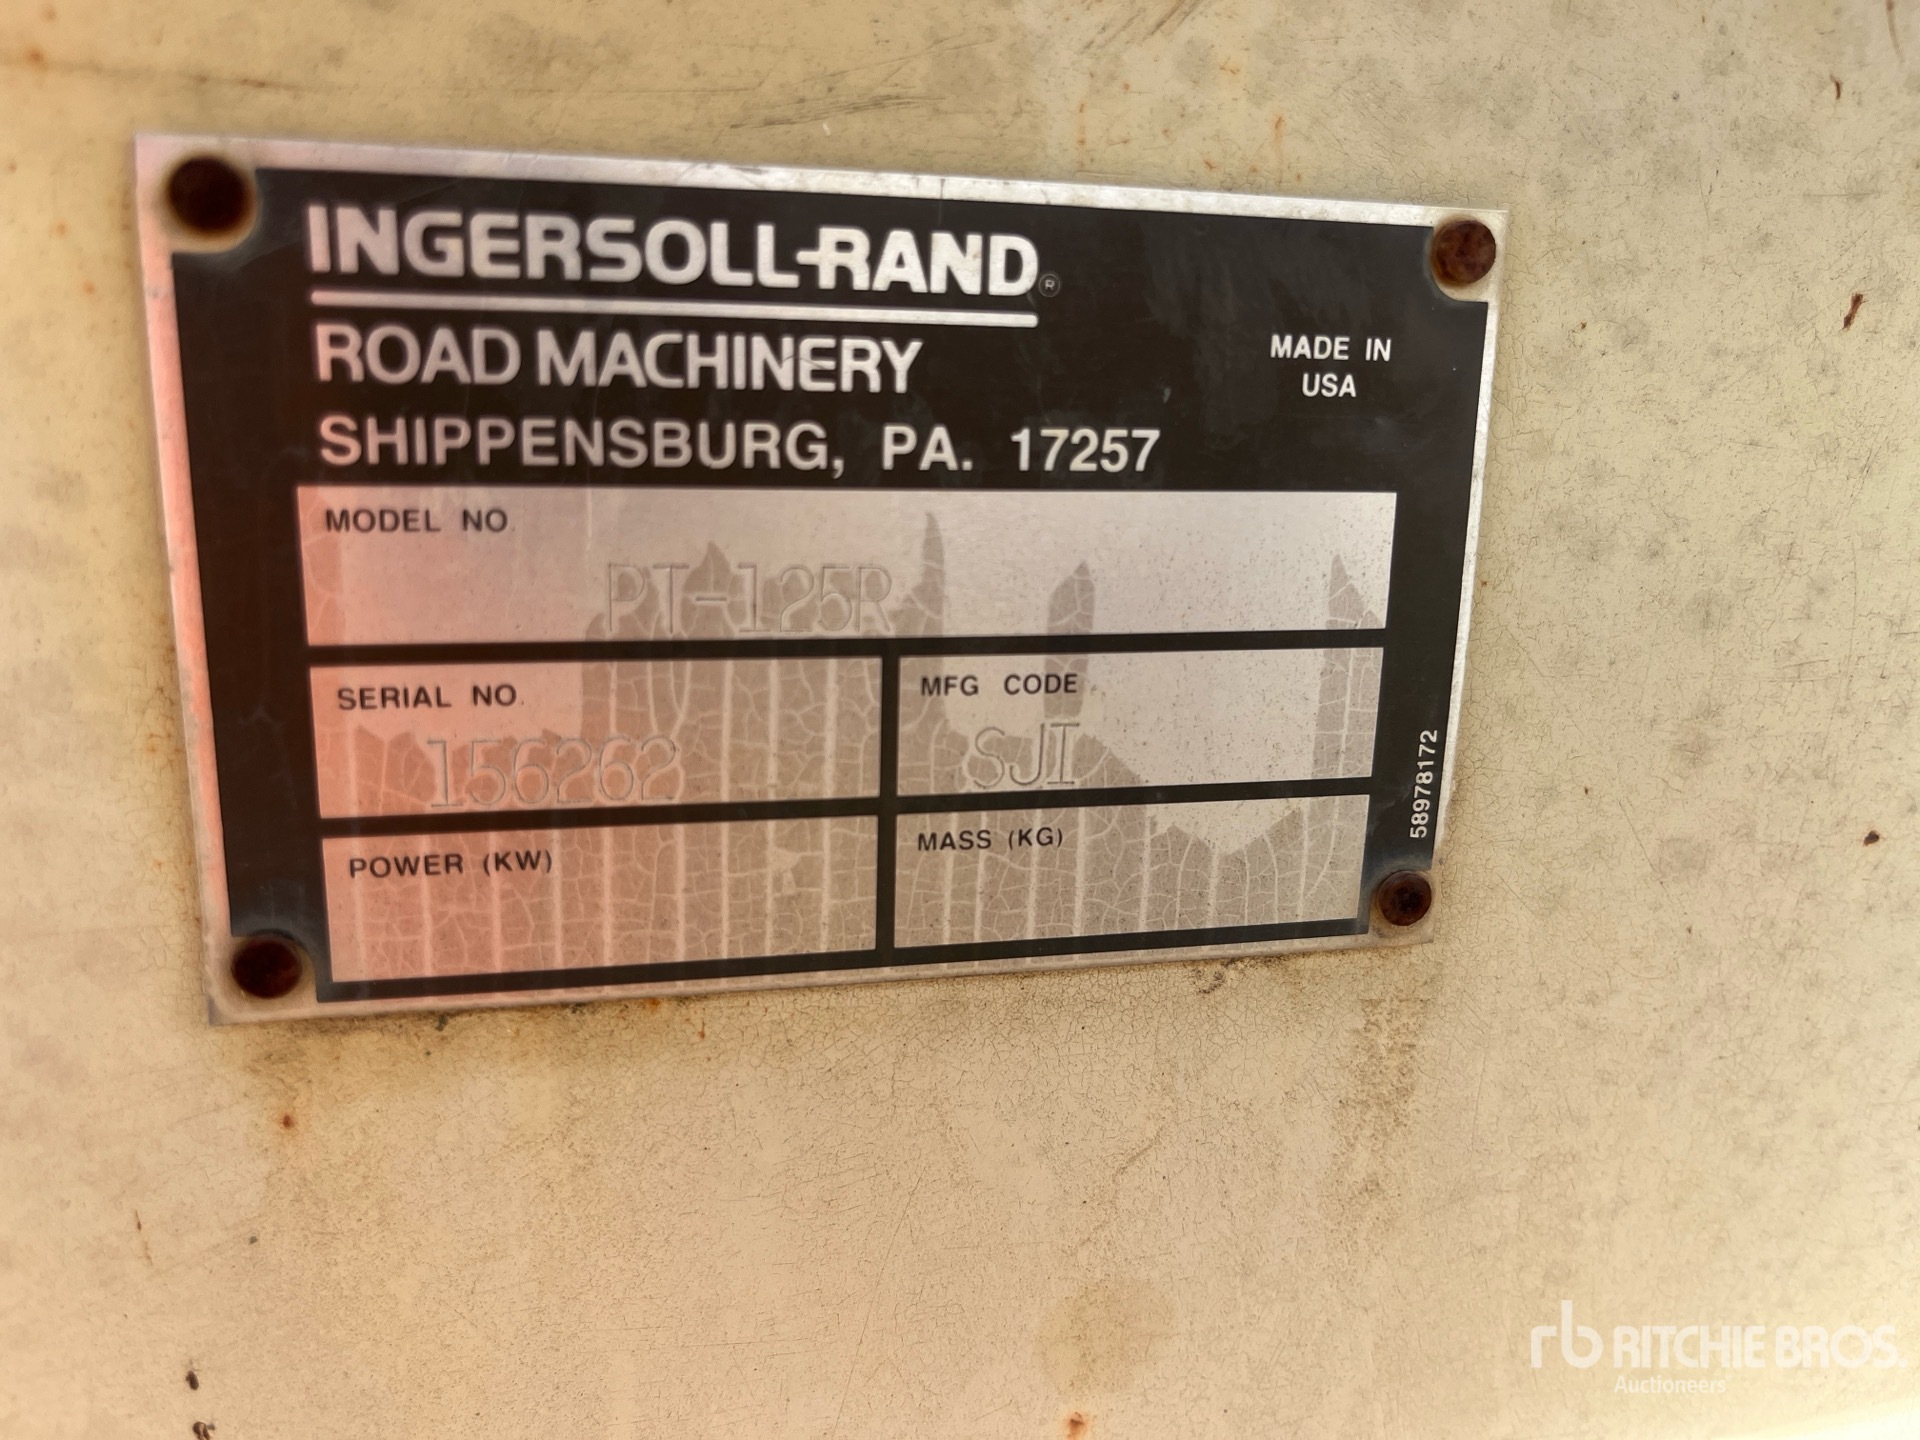 INGERSOLL-RAND®
ROAD MACHINERY
SHIPPENSBURG, PA. 17257
MADE IN
USA
MODEL NO.
PT-125R
SERIAL NO.
156262
MFG CODE
SJI
POWER (KW)
MASS (KG)
58978172
rb RITCHIE BROS.
Auctioneers